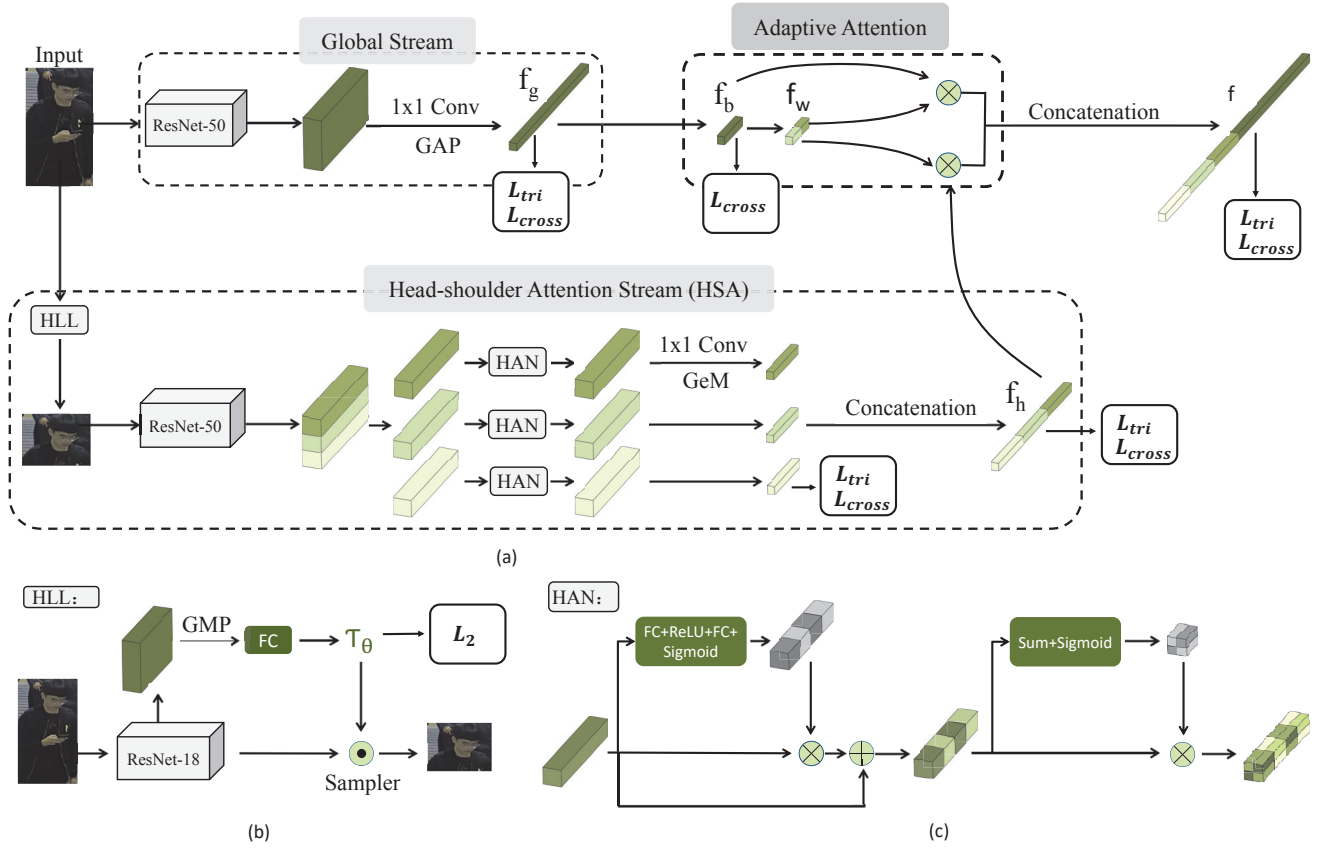 Global Stream
Adaptive Attention
Input
ResNet-50
1x1 Conv
GAP
f_g
L_tri
L_cross
f_b
f_w
L_cross
Concatenation
f
L_tri
L_cross
Head-shoulder Attention Stream (HSA)
HLL
ResNet-50
HAN
HAN
HAN
1x1 Conv
GeM
L_tri
L_cross
Concatenation
f_h
L_tri
L_cross
(a)
HLL:
GMP
FC
T_θ
L_2
ResNet-18
Sampler
(b)
HAN:
FC+ReLU+FC+
Sigmoid
Sum+Sigmoid
(c)